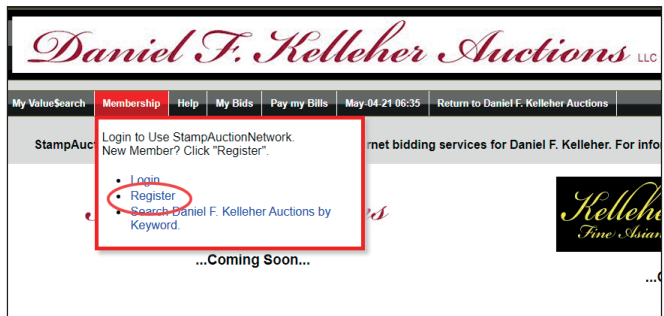 Daniel F. Kelleher Auctions LLC
My Value$earch Membership Help My Bids Pay my Bills May-04-21 06:35 Return to Daniel F. Kelleher Auctions
StampAuc
rnet bidding services for Daniel F. Kelleher. For info
Login to Use StampAuctionNetwork.
New Member? Click "Register".
Login
Register
Search Daniel F. Kelleher Auctions by
Keyword.
Kellehe
Fine Asian
...Coming Soon...